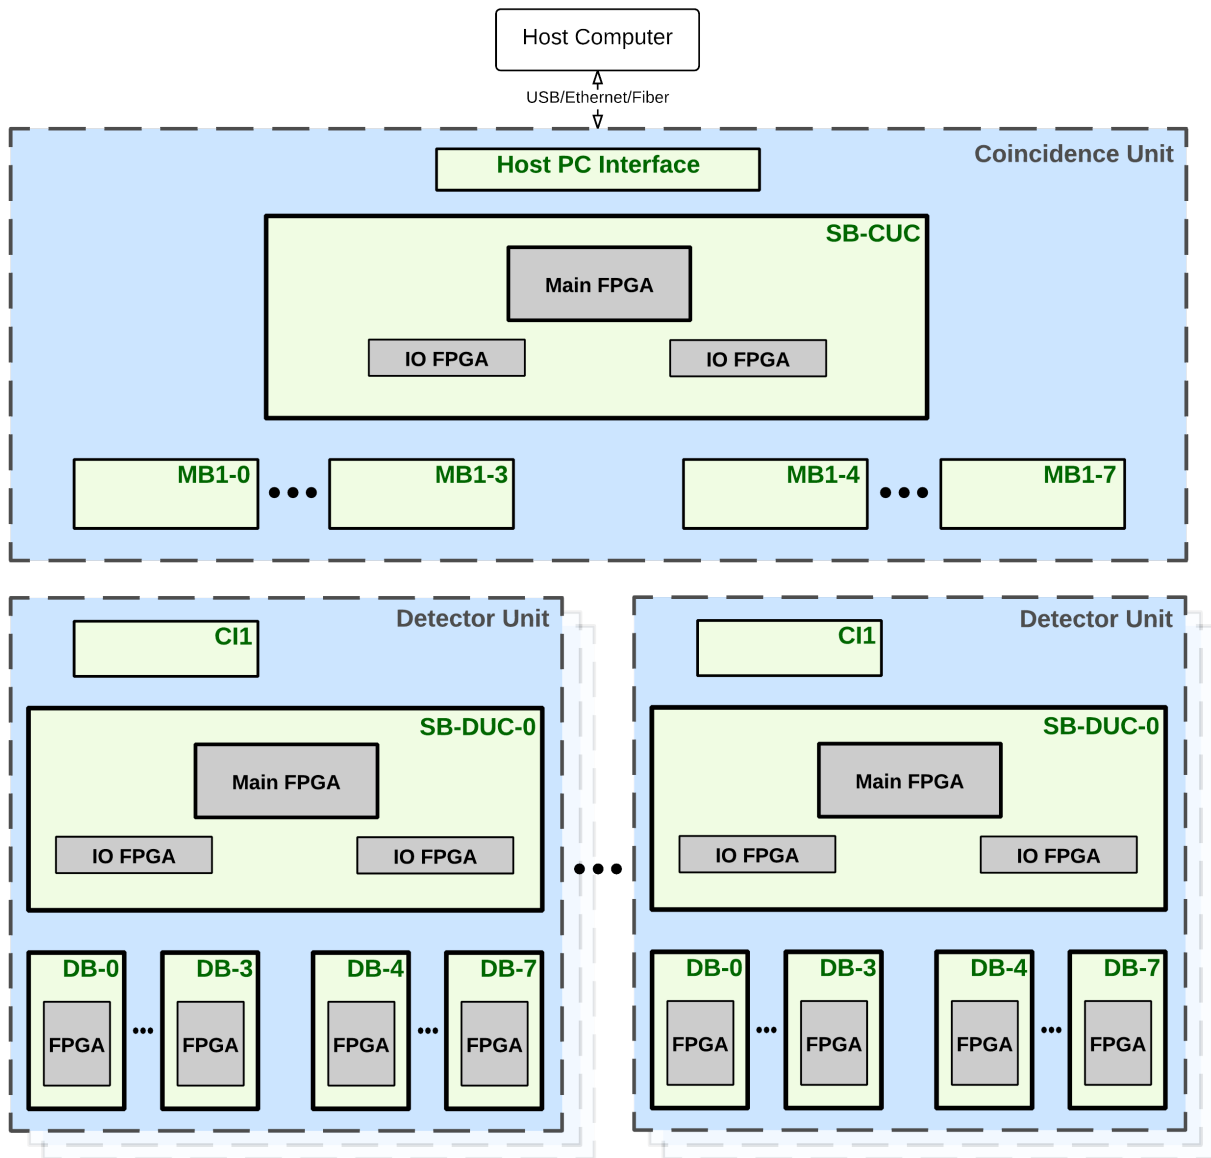 Host Computer
USB/Ethernet/Fiber
Coincidence Unit
Host PC Interface
SB-CUC
Main FPGA
IO FPGA
IO FPGA
MB1-0
MB1-3
MB1-4
MB1-7
Detector Unit
CI1
SB-DUC-0
Main FPGA
IO FPGA
IO FPGA
DB-0
DB-3
DB-4
DB-7
FPGA
FPGA
FPGA
FPGA
Detector Unit
CI1
SB-DUC-0
Main FPGA
IO FPGA
IO FPGA
DB-0
DB-3
DB-4
DB-7
FPGA
FPGA
FPGA
FPGA